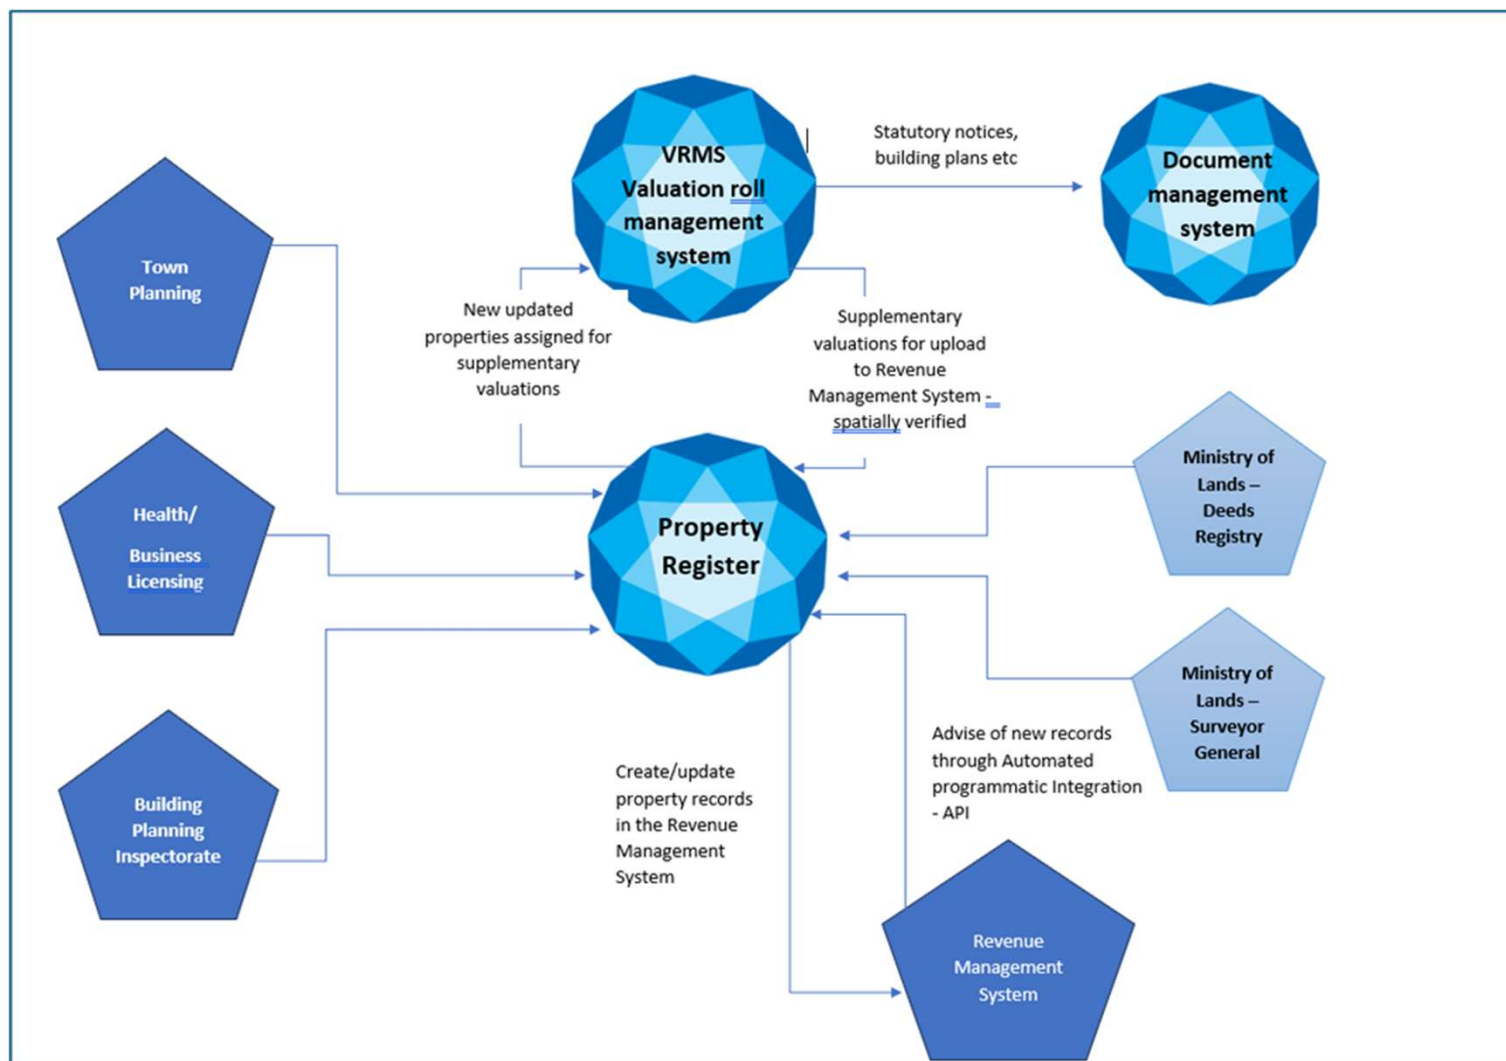 VRMS
Valuation roll
management
system
Statutory notices,
building plans etc
Document
management
system
Town
Planning
New updated
properties assigned for
supplementary
valuations
Supplementary
valuations for upload
to Revenue
Management System -
spatially verified
Health/
Business
Licensing
Property
Register
Ministry of
Lands –
Deeds
Registry
Ministry of
Lands –
Surveyor
General
Building
Planning
Inspectorate
Create/update
property records
in the Revenue
Management
System
Advise of new records
through Automated
programmatic Integration
- API
Revenue
Management
System